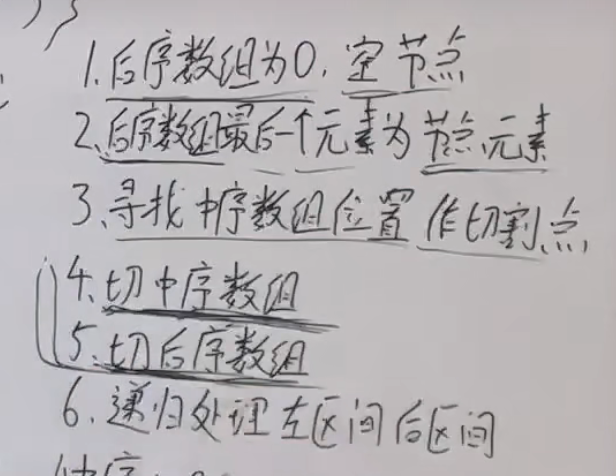 1.后序数组为0,空节点
2、后序数组最后一个元素为节点元素
3、寻找中序数组位置作切割点
4、切中序数组
5、切后序数组
6、递归处理左区间后区间